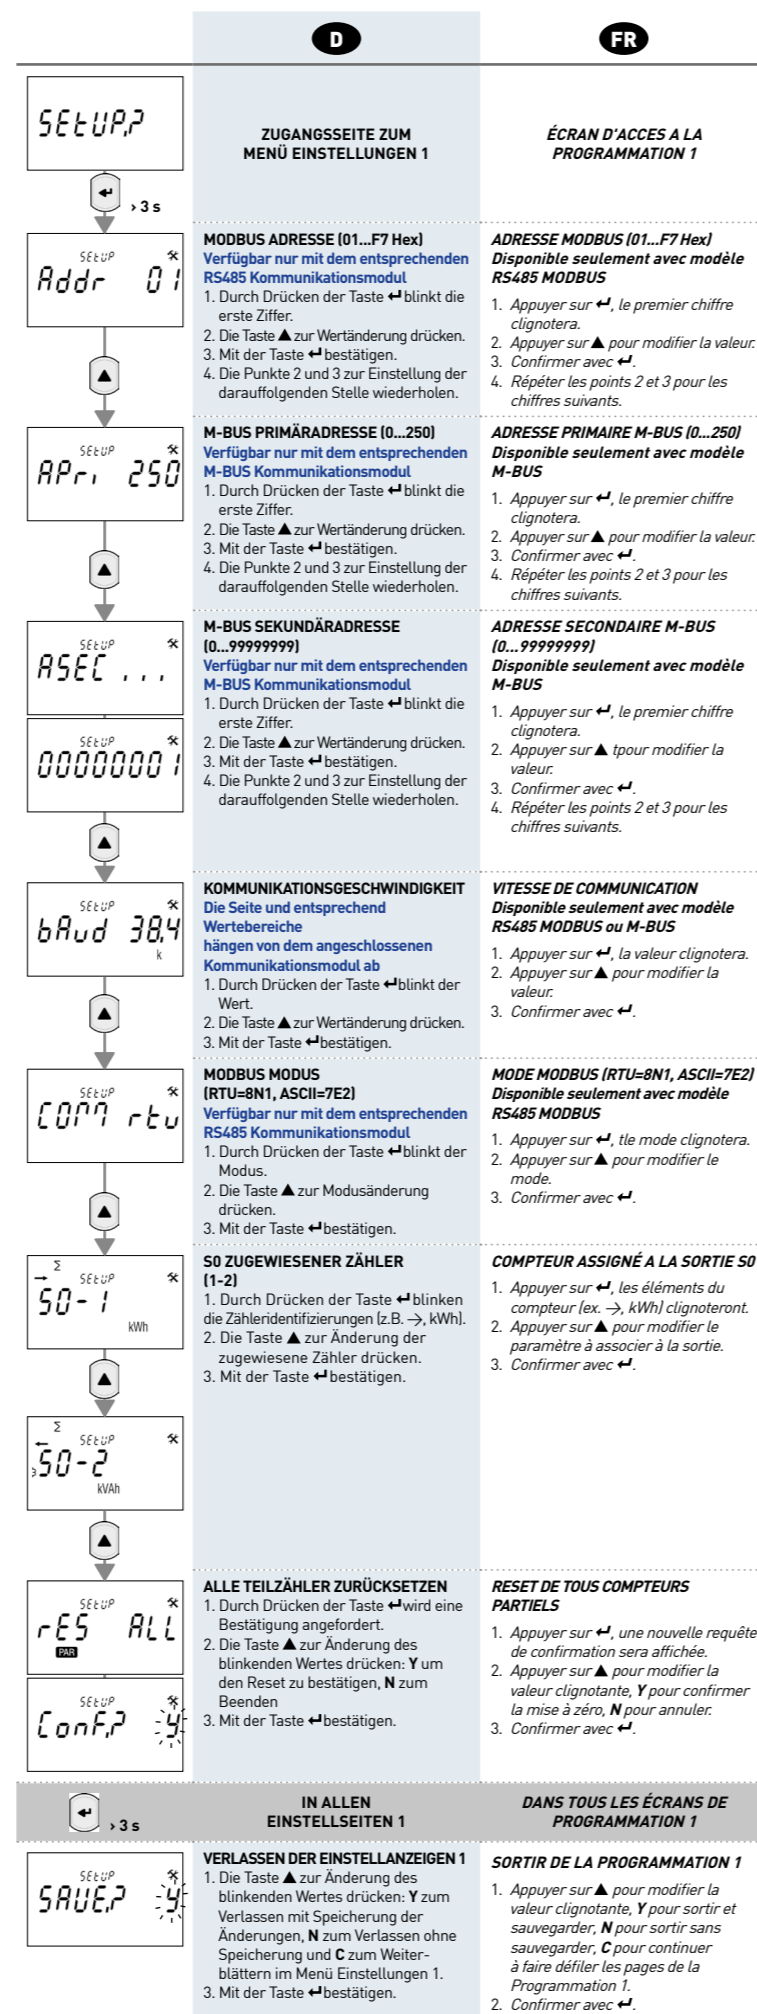 D
FR
SEtUP,?
› 3 s
ZUGANGSSEITE ZUM
MENÜ EINSTELLUNGEN 1
ÉCRAN D'ACCES A LA
PROGRAMMATION 1
SEtUP
Addr 01
MODBUS ADRESSE (01...F7 Hex)
Verfügbar nur mit dem entsprechenden
RS485 Kommunikationsmodul
1. Durch Drücken der Taste ↵ blinkt die
erste Ziffer.
2. Die Taste ▲ zur Wertänderung drücken.
3. Mit der Taste ↵ bestätigen.
4. Die Punkte 2 und 3 zur Einstellung der
darauffolgenden Stelle wiederholen.
ADRESSE MODBUS (01...F7 Hex)
Disponible seulement avec modèle
RS485 MODBUS
1. Appuyer sur ↵, le premier chiffre
clignotera.
2. Appuyer sur ▲ pour modifier la valeur.
3. Confirmer avec ↵.
4. Répéter les points 2 et 3 pour les
chiffres suivants.
SEtUP
APri 250
M-BUS PRIMÄRADRESSE (0...250)
Verfügbar nur mit dem entsprechenden
M-BUS Kommunikationsmodul
1. Durch Drücken der Taste ↵ blinkt die
erste Ziffer.
2. Die Taste ▲ zur Wertänderung drücken.
3. Mit der Taste ↵ bestätigen.
4. Die Punkte 2 und 3 zur Einstellung der
darauffolgenden Stelle wiederholen.
ADRESSE PRIMAIRE M-BUS (0...250)
Disponible seulement avec modèle
M-BUS
1. Appuyer sur ↵, le premier chiffre
clignotera.
2. Appuyer sur ▲ pour modifier la valeur.
3. Confirmer avec ↵.
4. Répéter les points 2 et 3 pour les
chiffres suivants.
SEtUP
ASEC . . .
SEtUP
00000001
M-BUS SEKUNDÄRADRESSE
(0...99999999)
Verfügbar nur mit dem entsprechenden
M-BUS Kommunikationsmodul
1. Durch Drücken der Taste ↵ blinkt die
erste Ziffer.
2. Die Taste ▲ zur Wertänderung drücken.
3. Mit der Taste ↵ bestätigen.
4. Die Punkte 2 und 3 zur Einstellung der
darauffolgenden Stelle wiederholen.
ADRESSE SECONDAIRE M-BUS
(0...99999999)
Disponible seulement avec modèle
M-BUS
1. Appuyer sur ↵, le premier chiffre
clignotera.
2. Appuyer sur ▲ tpour modifier la
valeur.
3. Confirmer avec ↵.
4. Répéter les points 2 et 3 pour les
chiffres suivants.
SEtUP
bAud 38,4
k
KOMMUNIKATIONSGESCHWINDIGKEIT
Die Seite und entsprechend
Wertebereiche
hängen von dem angeschlossenen
Kommunikationsmodul ab
1. Durch Drücken der Taste ↵ blinkt der
Wert.
2. Die Taste ▲ zur Wertänderung drücken.
3. Mit der Taste ↵ bestätigen.
VITESSE DE COMMUNICATION
Disponible seulement avec modèle
RS485 MODBUS ou M-BUS
1. Appuyer sur ↵, la valeur clignotera.
2. Appuyer sur ▲ pour modifier la
valeur.
3. Confirmer avec ↵.
SEtUP
COM rtu
MODBUS MODUS
(RTU=8N1, ASCII=7E2)
Verfügbar nur mit dem entsprechenden
RS485 Kommunikationsmodul
1. Durch Drücken der Taste ↵ blinkt der
Modus.
2. Die Taste ▲ zur Modusänderung
drücken.
3. Mit der Taste ↵ bestätigen.
MODE MODBUS (RTU=8N1, ASCII=7E2)
Disponible seulement avec modèle
RS485 MODBUS
1. Appuyer sur ↵, tle mode clignotera.
2. Appuyer sur ▲ pour modifier le
mode.
3. Confirmer avec ↵.
Σ
→ SEtUP
S0-1
kWh
S0 ZUGEWIESENER ZÄHLER
(1-2)
1. Durch Drücken der Taste ↵ blinken
die Zähleridentifizierungen (z.B. →, kWh).
2. Die Taste ▲ zur Änderung der
zugewiesene Zähler drücken.
3. Mit der Taste ↵ bestätigen.
COMPTEUR ASSIGNÉ A LA SORTIE S0
1. Appuyer sur ↵, les éléments du
compteur (ex. →, kWh) clignoteront.
2. Appuyer sur ▲ pour modifier le
paramètre à associer à la sortie.
3. Confirmer avec ↵.
Σ
← SEtUP
S0-2
kVAh
SEtUP
rES ALL
PAR
SEtUP
ConF,? Y
ALLE TEILZÄHLER ZURÜCKSETZEN
1. Durch Drücken der Taste ↵ wird eine
Bestätigung angefordert.
2. Die Taste ▲ zur Änderung des
blinkenden Wertes drücken: Y um
den Reset zu bestätigen, N zum
Beenden
3. Mit der Taste ↵ bestätigen.
RESET DE TOUS COMPTEURS
PARTIELS
1. Appuyer sur ↵, une nouvelle requête
de confirmation sera affichée.
2. Appuyer sur ▲ pour modifier la
valeur clignotante, Y pour confirmer
la mise à zéro, N pour annuler.
3. Confirmer avec ↵.
› 3 s
IN ALLEN
EINSTELLSEITEN 1
DANS TOUS LES ÉCRANS DE
PROGRAMMATION 1
SEtUP
SAVE,? Y
VERLASSEN DER EINSTELLANZEIGEN 1
1. Die Taste ▲ zur Änderung des
blinkenden Wertes drücken: Y zum
Verlassen mit Speicherung der
Änderungen, N zum Verlassen ohne
Speicherung und C zum Weiter-
blättern im Menü Einstellungen 1.
3. Mit der Taste ↵ bestätigen.
SORTIR DE LA PROGRAMMATION 1
1. Appuyer sur ▲ pour modifier la
valeur clignotante, Y pour sortir et
sauvegarder, N pour sortir sans
sauvegarder, C pour continuer
à faire défiler les pages de la
Programmation 1.
2. Confirmer avec ↵.